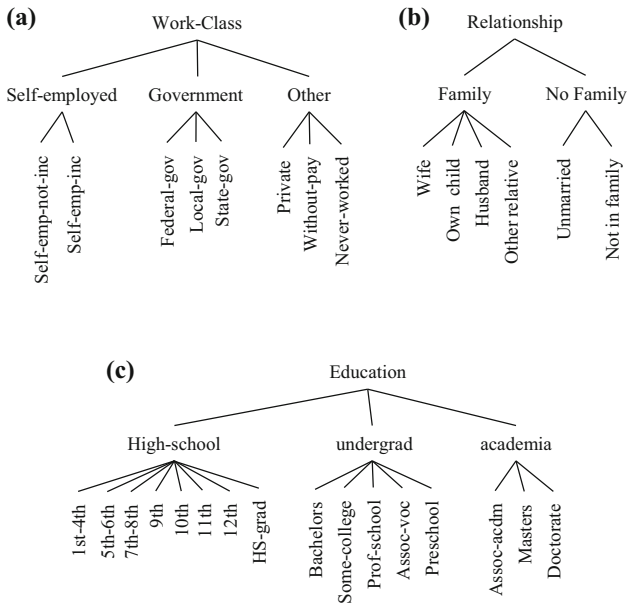 (a)
Work-Class
Self-employed Government Other
Self-emp-not-inc
Self-emp-inc
Federal-gov
Local-gov
State-gov
Private
Without-pay
Never-worked
(b)
Relationship
Family No Family
Wife
Own child
Husband
Other relative
Unmarried
Not in family
(c)
Education
High-school undergrad academia
1st-4th
5th-6th
7th-8th
9th
10th
11th
12th
HS-grad
Bachelors
Some-college
Prof-school
Assoc-voc
Preschool
Assoc-acdm
Masters
Doctorate